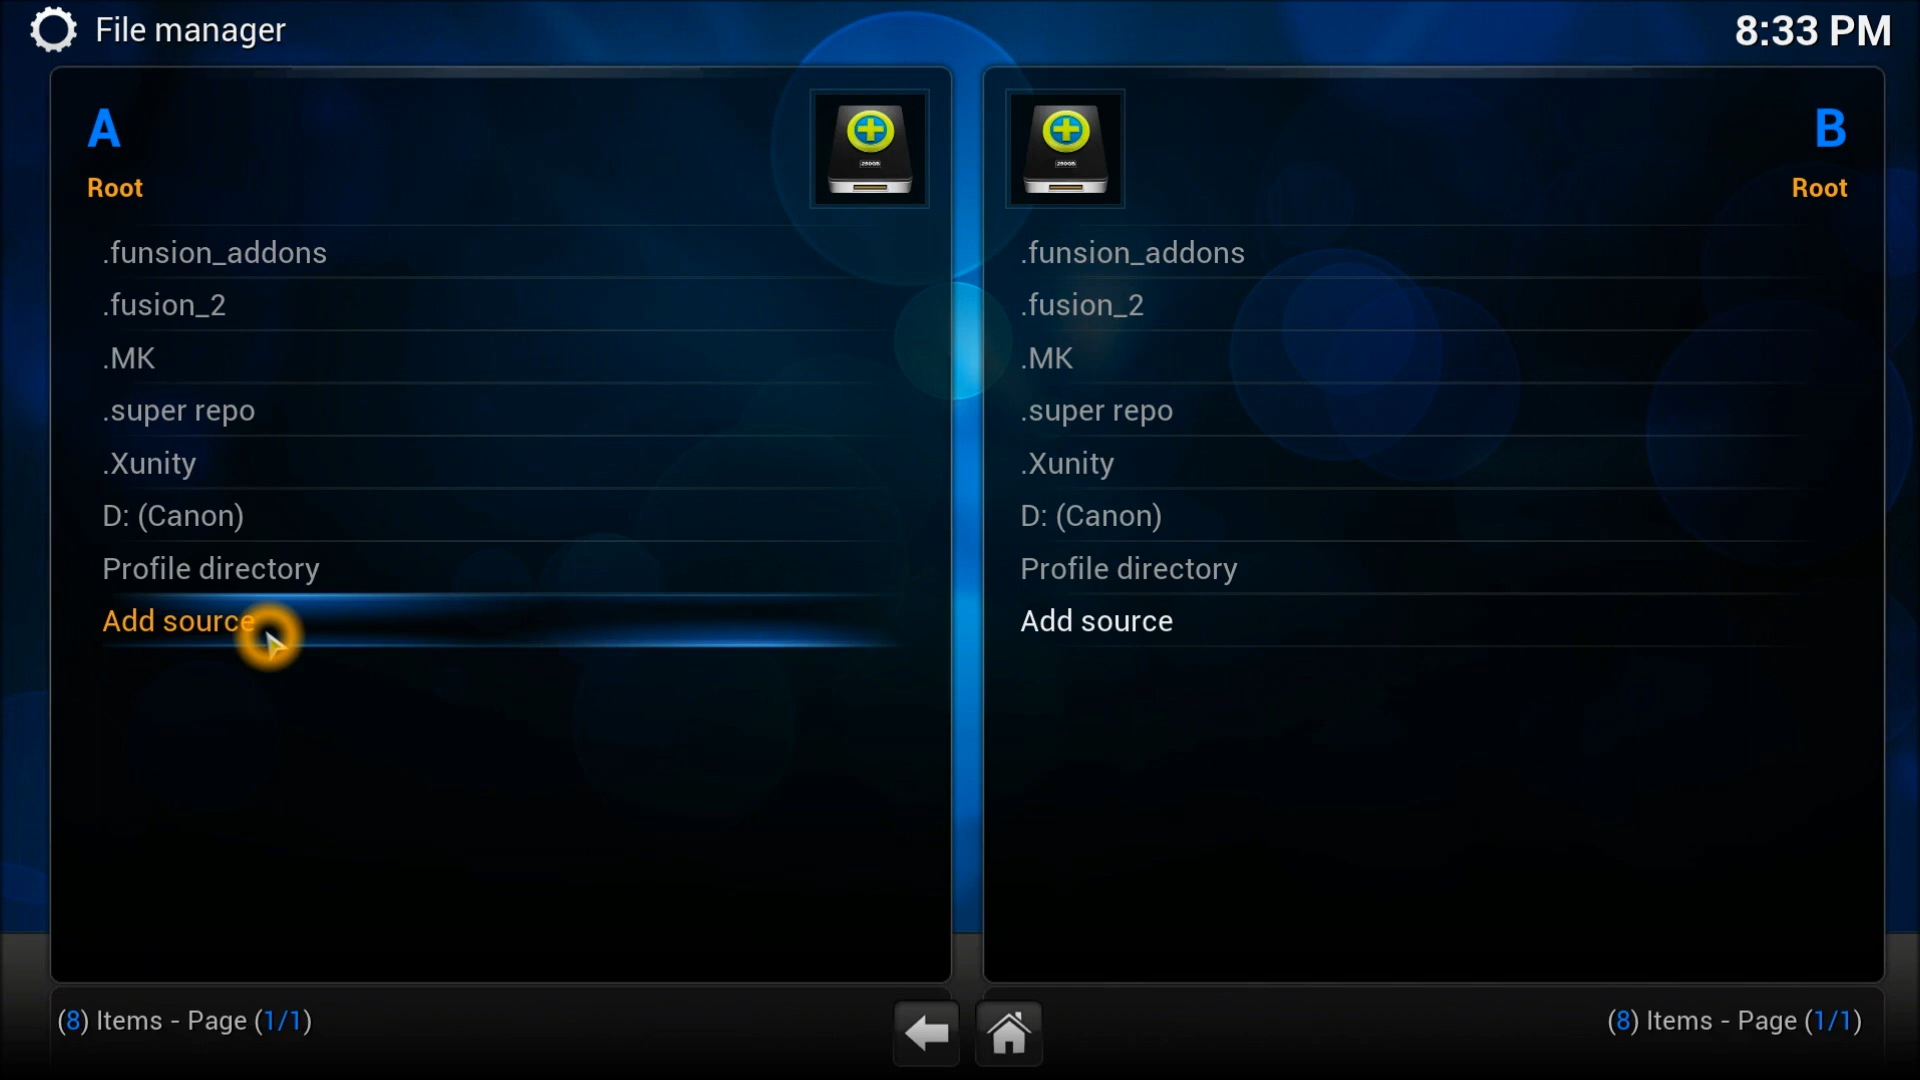 File manager
8:33 PM
A
Root
.funsion_addons
.fusion_2
.MK
.super repo
.Xunity
D: (Canon)
Profile directory
Add source
(8) Items - Page (1/1)
B
Root
.funsion_addons
.fusion_2
.MK
.super repo
.Xunity
D: (Canon)
Profile directory
Add source
(8) Items - Page (1/1)